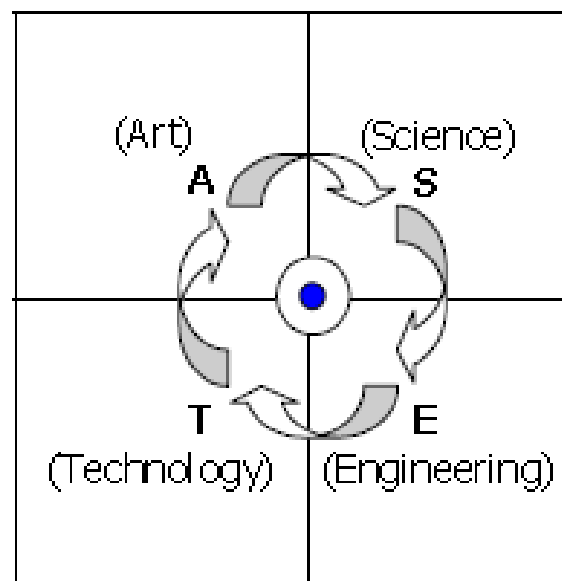 (Art) (Science)
A S
T E
(Technology) (Engineering)